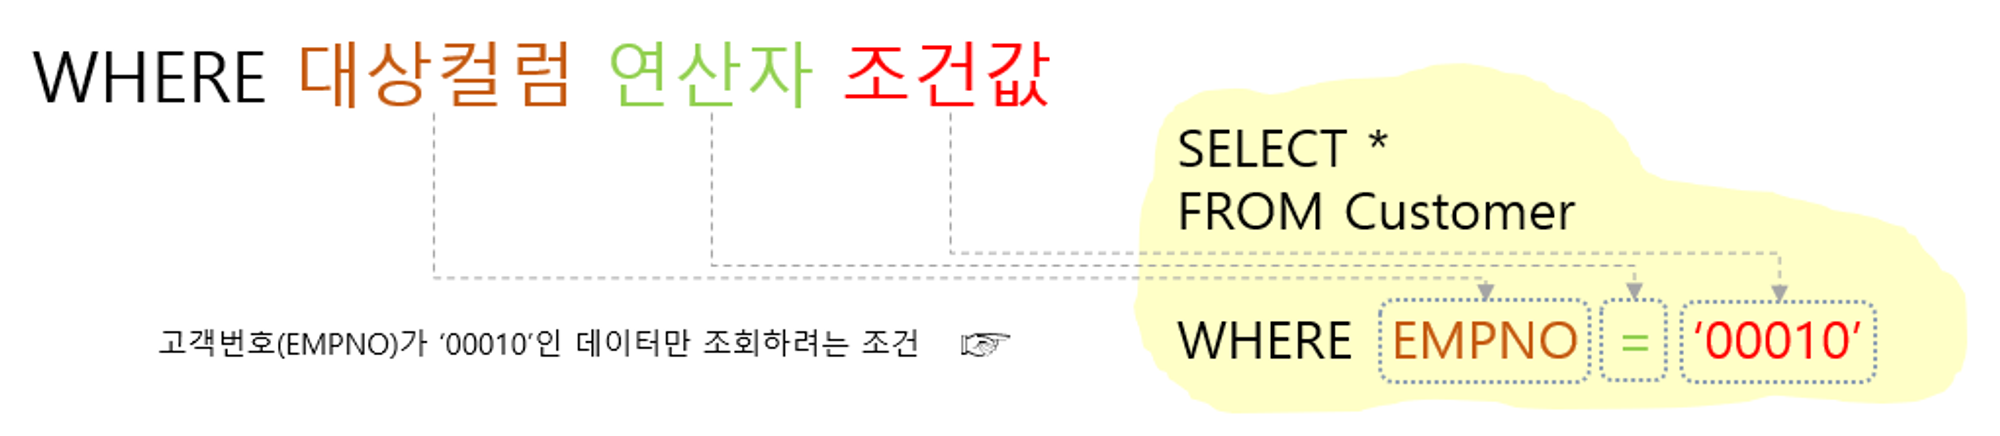 WHERE 대상컬럼 연산자 조건값
SELECT *
FROM Customer
WHERE EMPNO = ‘00010’
고객번호(EMPNO)가 ‘00010’인 데이터만 조회하려는 조건 ☞